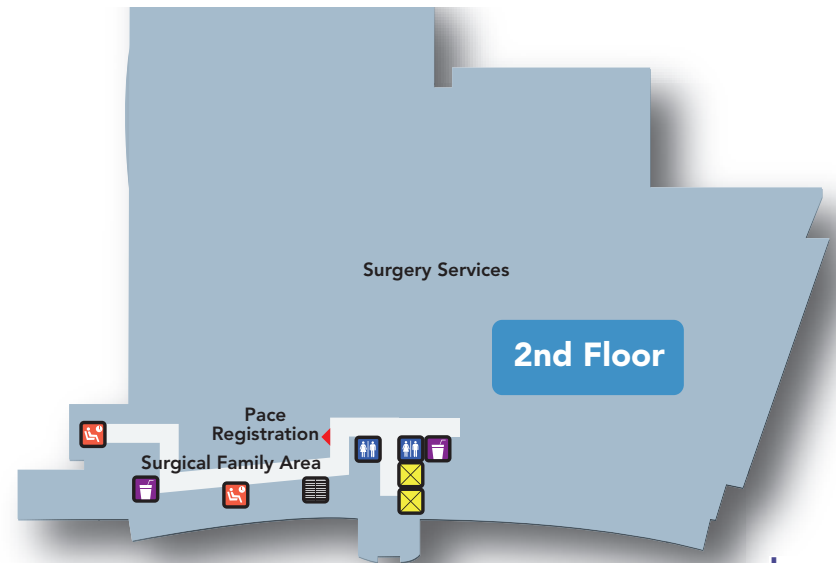 Surgery Services
2nd Floor
Pace
Registration
Surgical Family Area